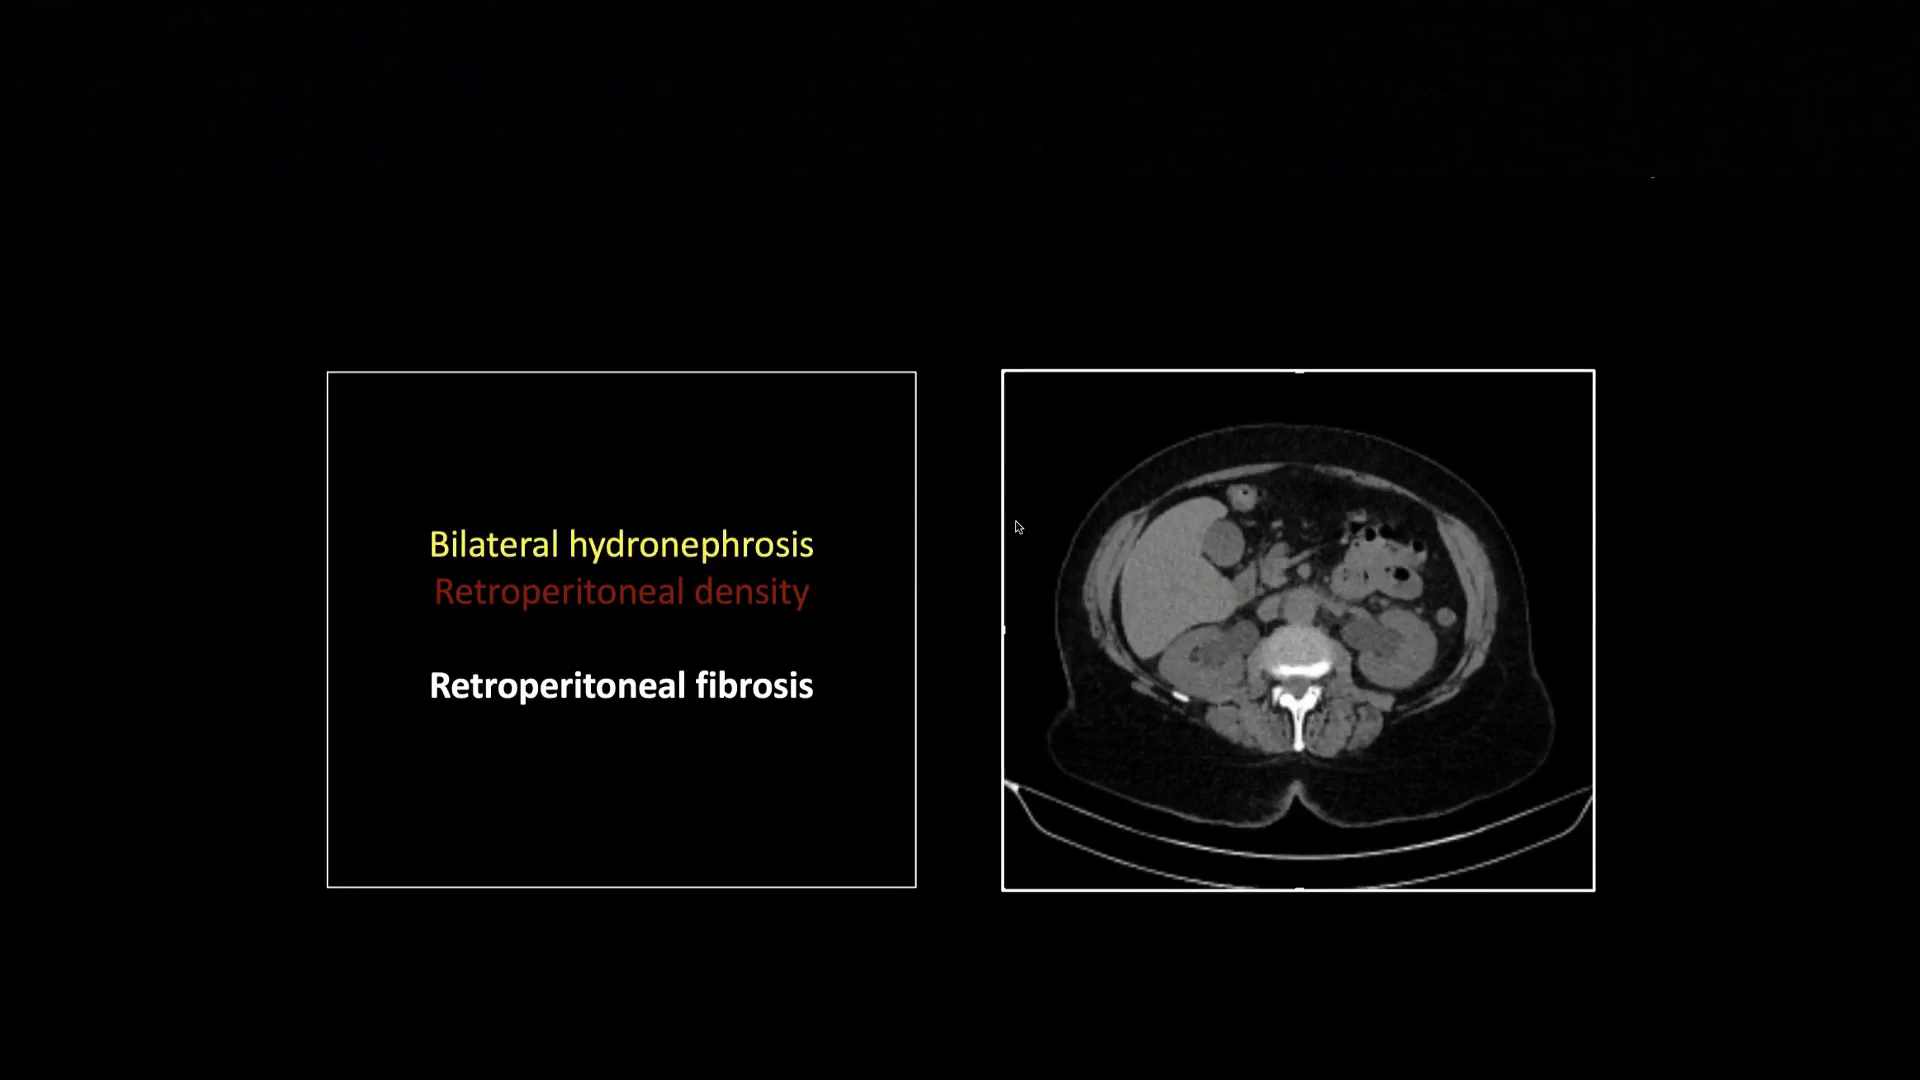 Bilateral hydronephrosis
Retroperitoneal density
Retroperitoneal fibrosis